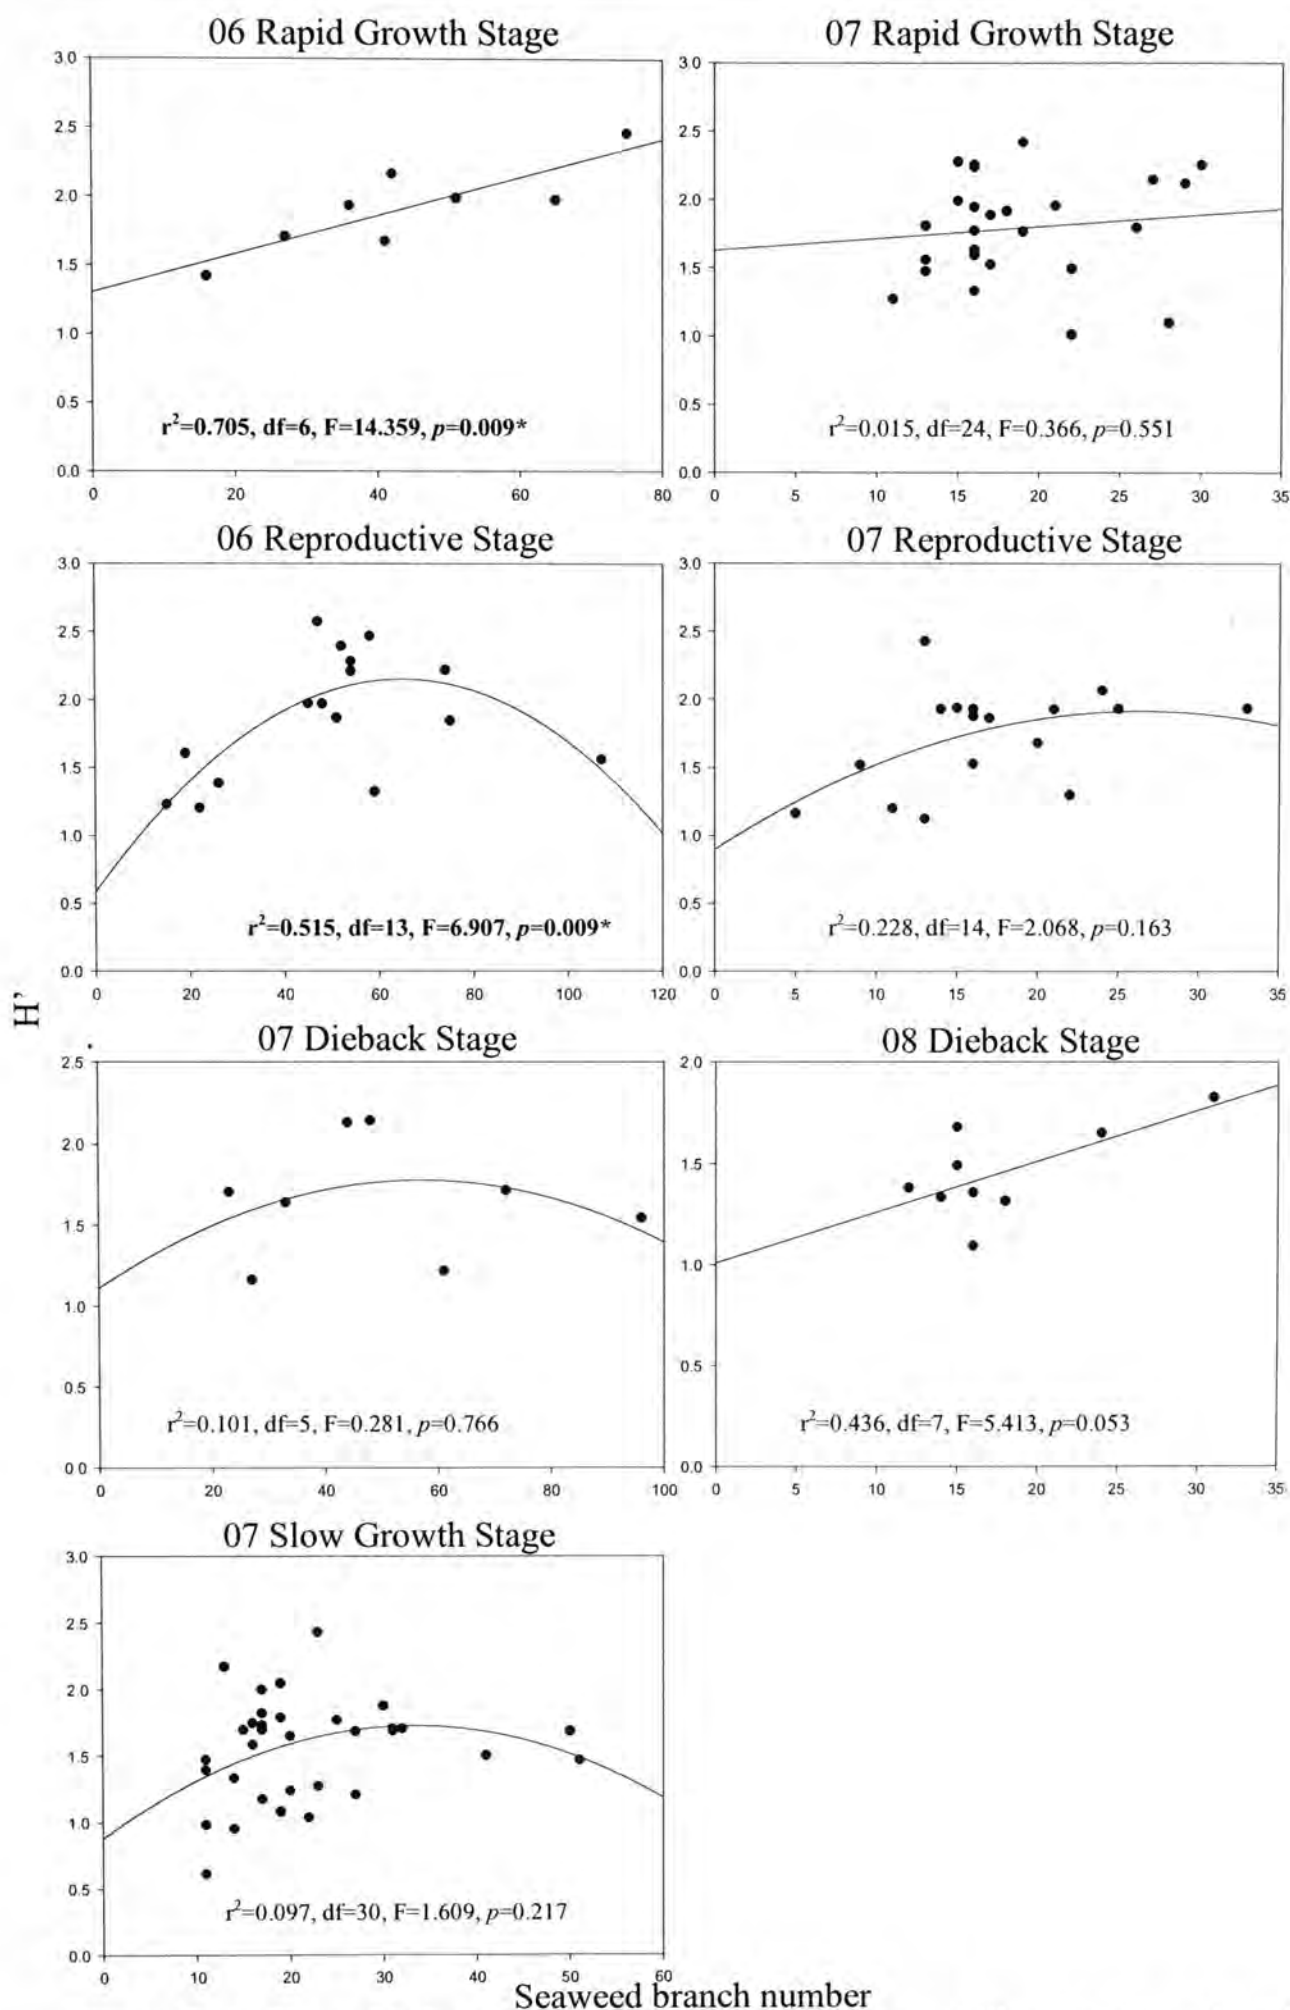 06 Rapid Growth Stage
3.0
2.5
2.0
1.5
1.0
0.5
0.0
r²=0.705, df=6, F=14.359, p=0.009*
0 20 40 60 80
07 Rapid Growth Stage
3.0
2.5
2.0
1.5
1.0
0.5
0.0
r²=0.015, df=24, F=0.366, p=0.551
0 5 10 15 20 25 30 35
06 Reproductive Stage
3.0
2.5
2.0
1.5
1.0
0.5
0.0
r²=0.515, df=13, F=6.907, p=0.009*
0 20 40 60 80 100 120
07 Reproductive Stage
3.0
2.5
2.0
1.5
1.0
0.5
0.0
r²=0.228, df=14, F=2.068, p=0.163
0 5 10 15 20 25 30 35
H'
07 Dieback Stage
2.5
2.0
1.5
1.0
0.5
0.0
r²=0.101, df=5, F=0.281, p=0.766
0 20 40 60 80 100
08 Dieback Stage
2.0
1.5
1.0
0.5
0.0
r²=0.436, df=7, F=5.413, p=0.053
0 5 10 15 20 25 30 35
07 Slow Growth Stage
3.0
2.5
2.0
1.5
1.0
0.5
0.0
r²=0.097, df=30, F=1.609, p=0.217
0 10 20 30 40 50 60
Seaweed branch number